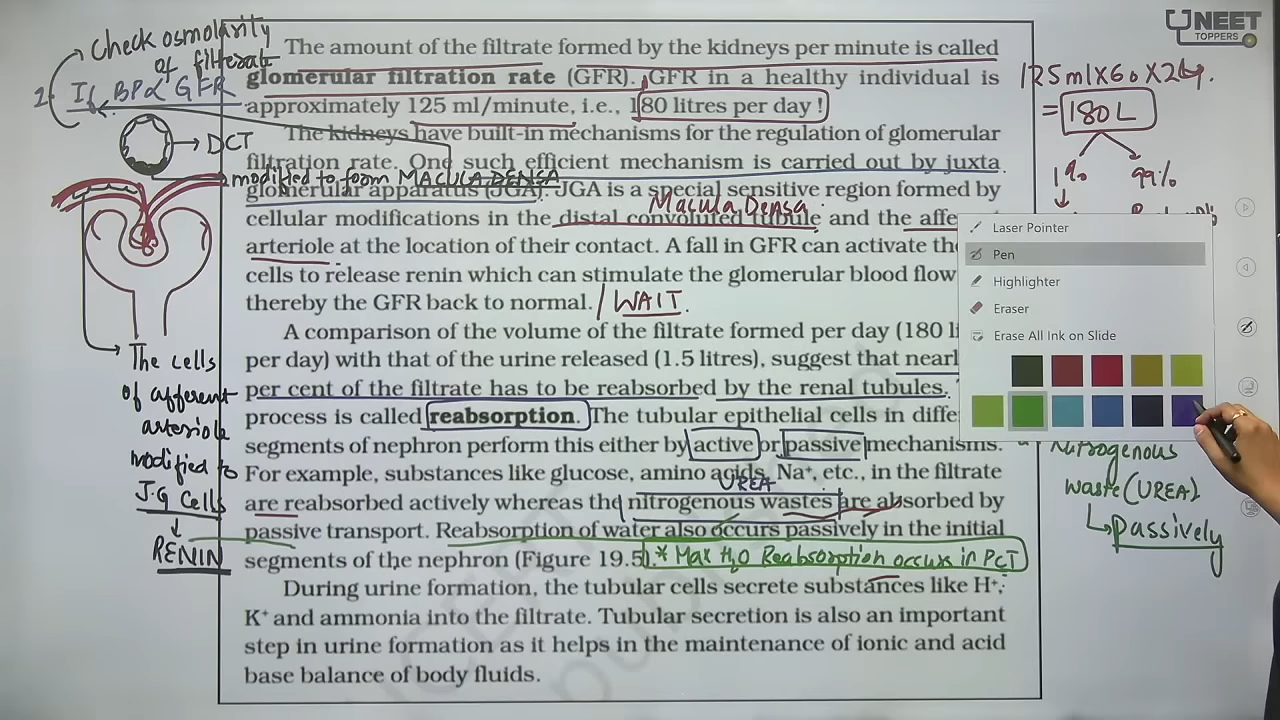 UNEET
TOPPERS
Check osmolarity
of filterate
If BP∝ GFR
DCT
modified to form MACULA DENSA
The cells
of afferent
arteriole
modified to
J.G Cells
↓
RENIN
The amount of the filtrate formed by the kidneys per minute is called
glomerular filtration rate (GFR). GFR in a healthy individual is
approximately 125 ml/minute, i.e., 180 litres per day !
The kidneys have built-in mechanisms for the regulation of glomerular
filtration rate. One such efficient mechanism is carried out by juxta
glomerular apparatus (JGA). JGA is a special sensitive region formed by
Macula Densa
cellular modifications in the distal convoluted tubule and the
arteriole at the location of their contact. A fall in GFR can activate
cells to release renin which can stimulate the glomerular blood flow
thereby the GFR back to normal. / WAIT.
A comparison of the volume of the filtrate formed per day (180
per day) with that of the urine released (1.5 litres), suggest that
per cent of the filtrate has to be reabsorbed by the renal tubules.
process is called reabsorption. The tubular epithelial cells in
segments of nephron perform this either by active or passive mechanisms.
For example, substances like glucose, amino acids, Na⁺, etc., in the filtrate
UREA
are reabsorbed actively whereas the nitrogenous wastes are absorbed by
passive transport. Reabsorption of water also occurs passively in the initial
segments of the nephron (Figure 19.5). * Max H₂O Reabsorption occurs in PCT
During urine formation, the tubular cells secrete substances like H⁺,
K⁺ and ammonia into the filtrate. Tubular secretion is also an important
step in urine formation as it helps in the maintenance of ionic and acid
base balance of body fluids.
125ml×60×24.
= 180 L
1% 99%
Laser Pointer
Pen
Highlighter
Eraser
Erase All Ink on Slide
Nitrogenous
Waste (UREA)
Passively